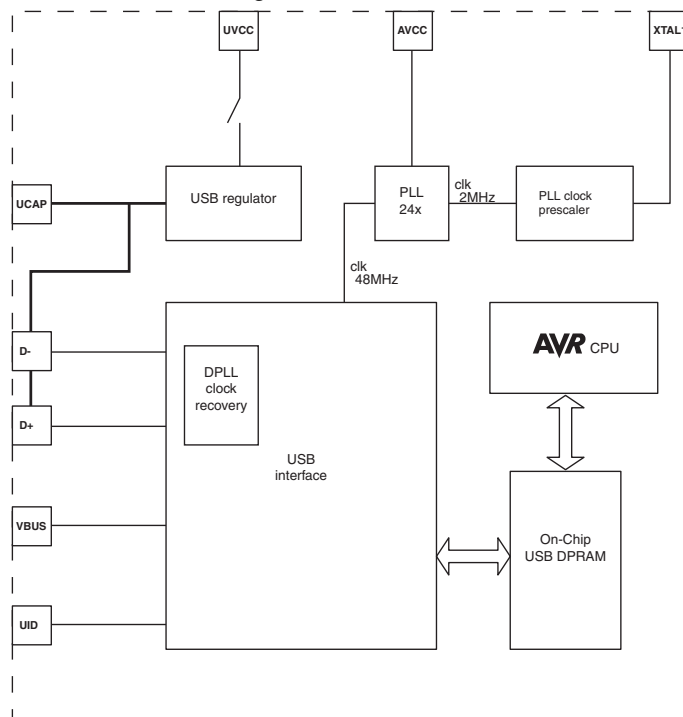 UVCC
AVCC
XTAL1
UCAP
USB regulator
PLL
24x
clk
2MHz
PLL clock
prescaler
clk
48MHz
D-
D+
DPLL
clock
recovery
AVR CPU
USB
interface
VBUS
On-Chip
USB DPRAM
UID